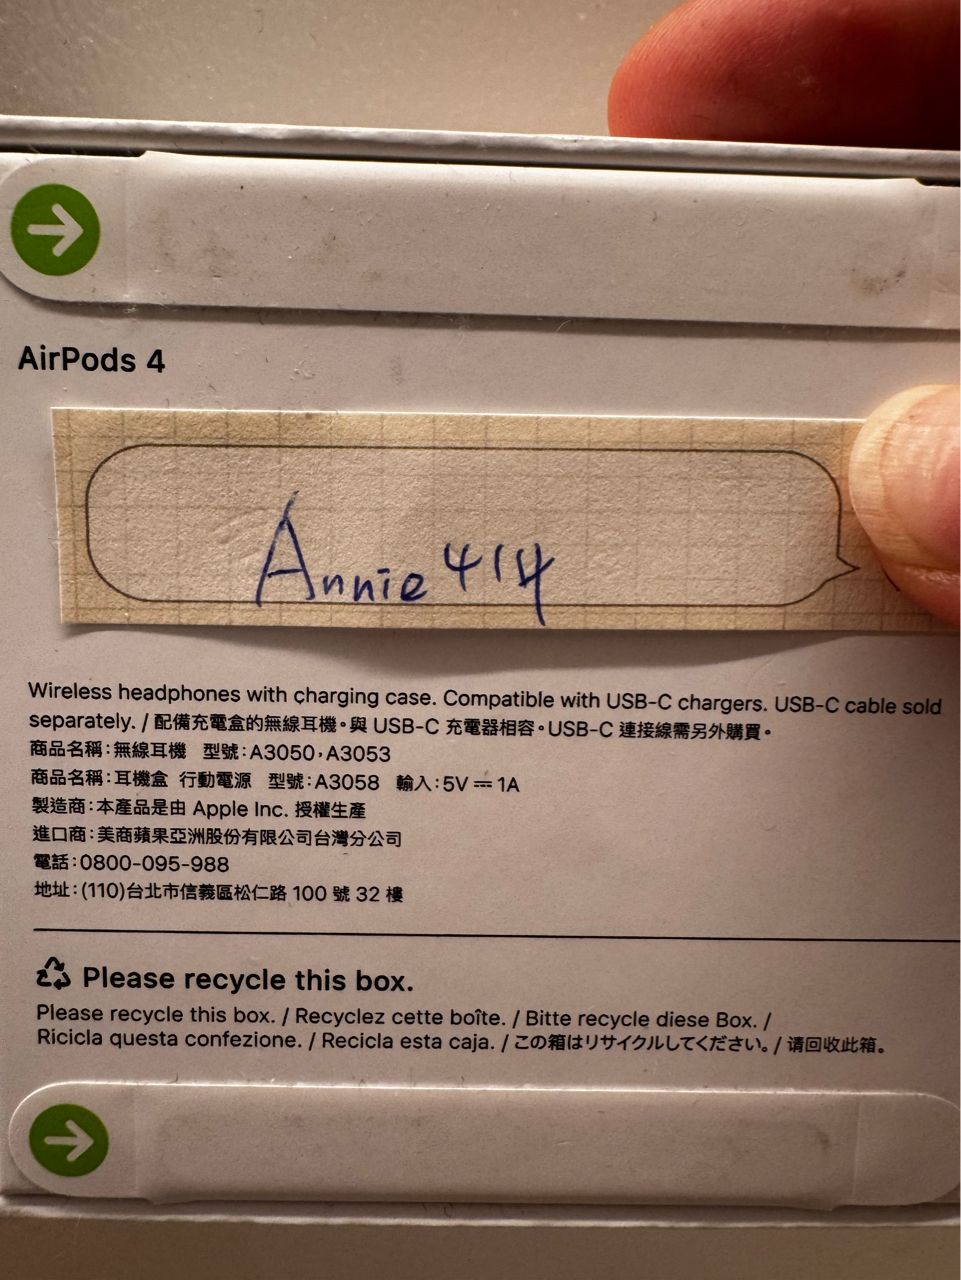 AirPods 4
Annie 414
Wireless headphones with charging case. Compatible with USB-C chargers. USB-C cable sold
separately. / 配備充電盒的無線耳機。與 USB-C 充電器相容。USB-C 連接線需另外購買。
商品名稱：無線耳機 型號：A3050，A3053
商品名稱：耳機盒 行動電源 型號：A3058 輸入：5V ⎓ 1A
製造商：本產品是由 Apple Inc. 授權生產
進口商：美商蘋果亞洲股份有限公司台灣分公司
電話：0800-095-988
地址：(110)台北市信義區松仁路 100 號 32 樓
Please recycle this box.
Please recycle this box. / Recyclez cette boîte. / Bitte recycle diese Box. /
Ricicla questa confezione. / Recicla esta caja. / この箱はリサイクルしてください。/ 请回收此箱。